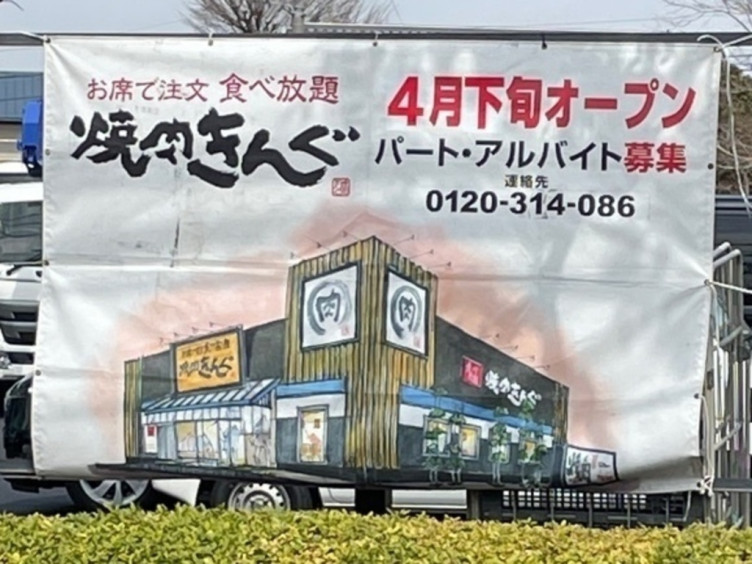 お席で注文 食べ放題
焼肉きんぐ
4月下旬オープン
パート・アルバイト募集
連絡先
0120-314-086
肉
肉
焼肉きんぐ
焼肉きんぐ